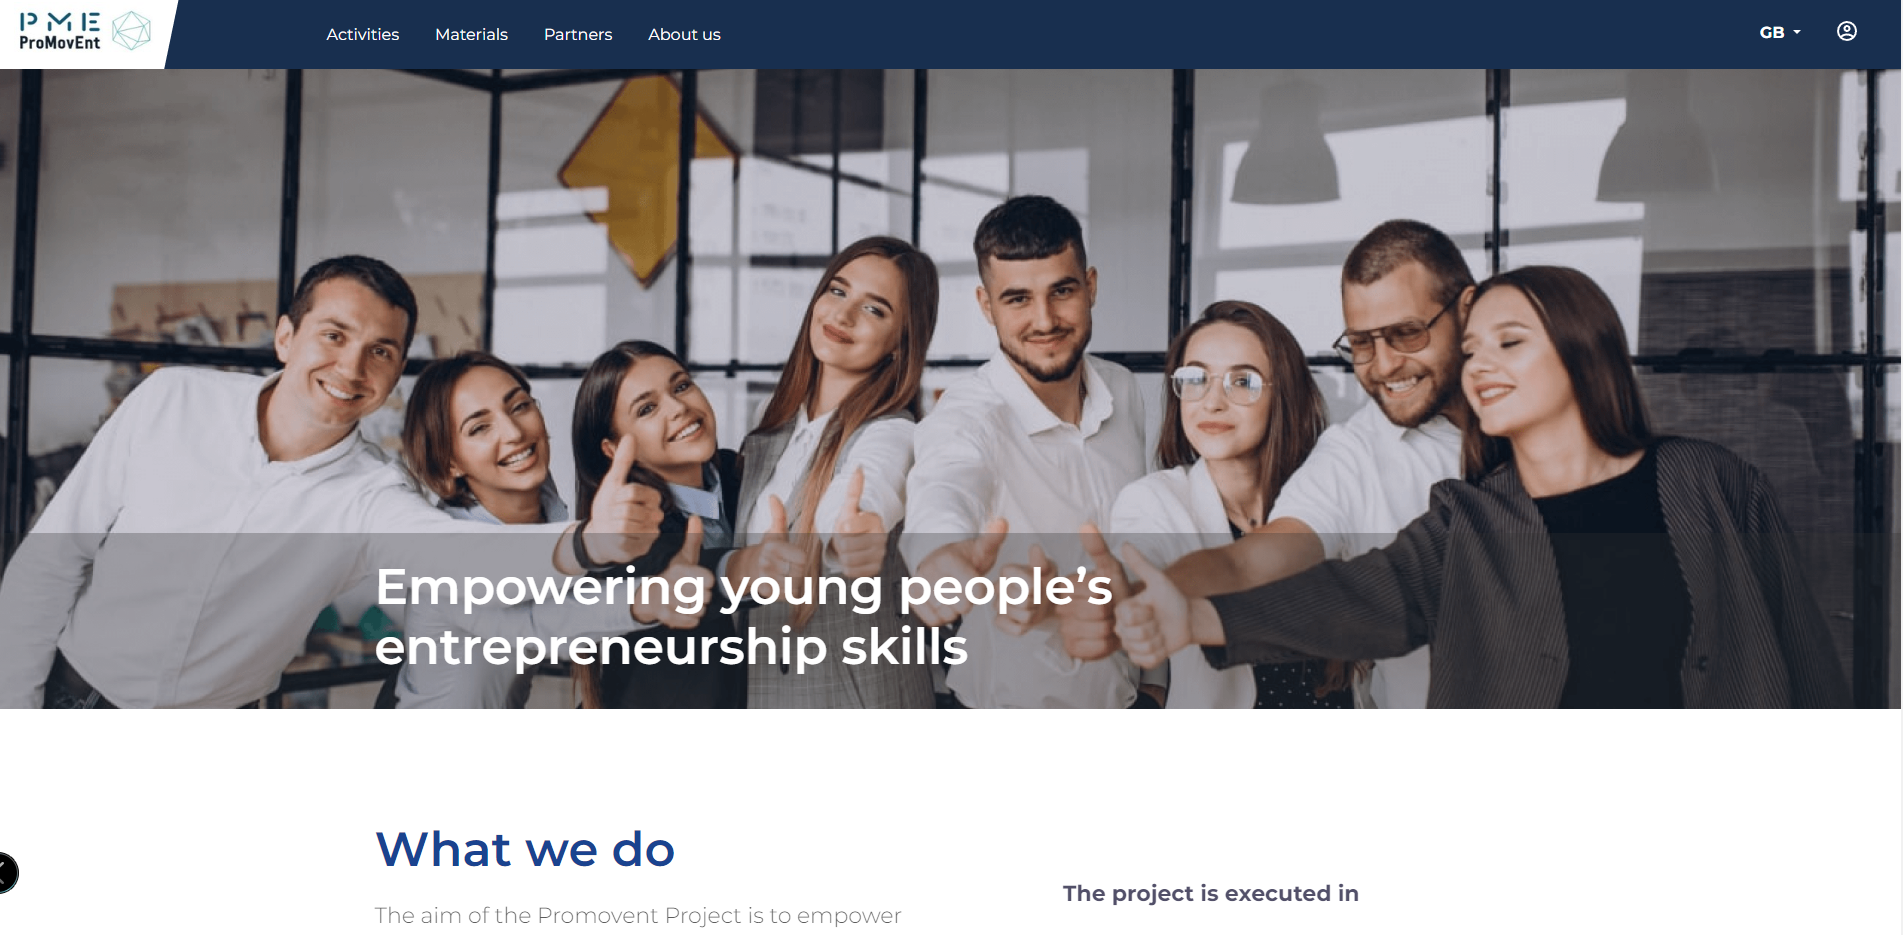 PME
ProMovEnt
Activities
Materials
Partners
About us
GB
Empowering young people’s
entrepreneurship skills
What we do
The aim of the Promovent Project is to empower
The project is executed in